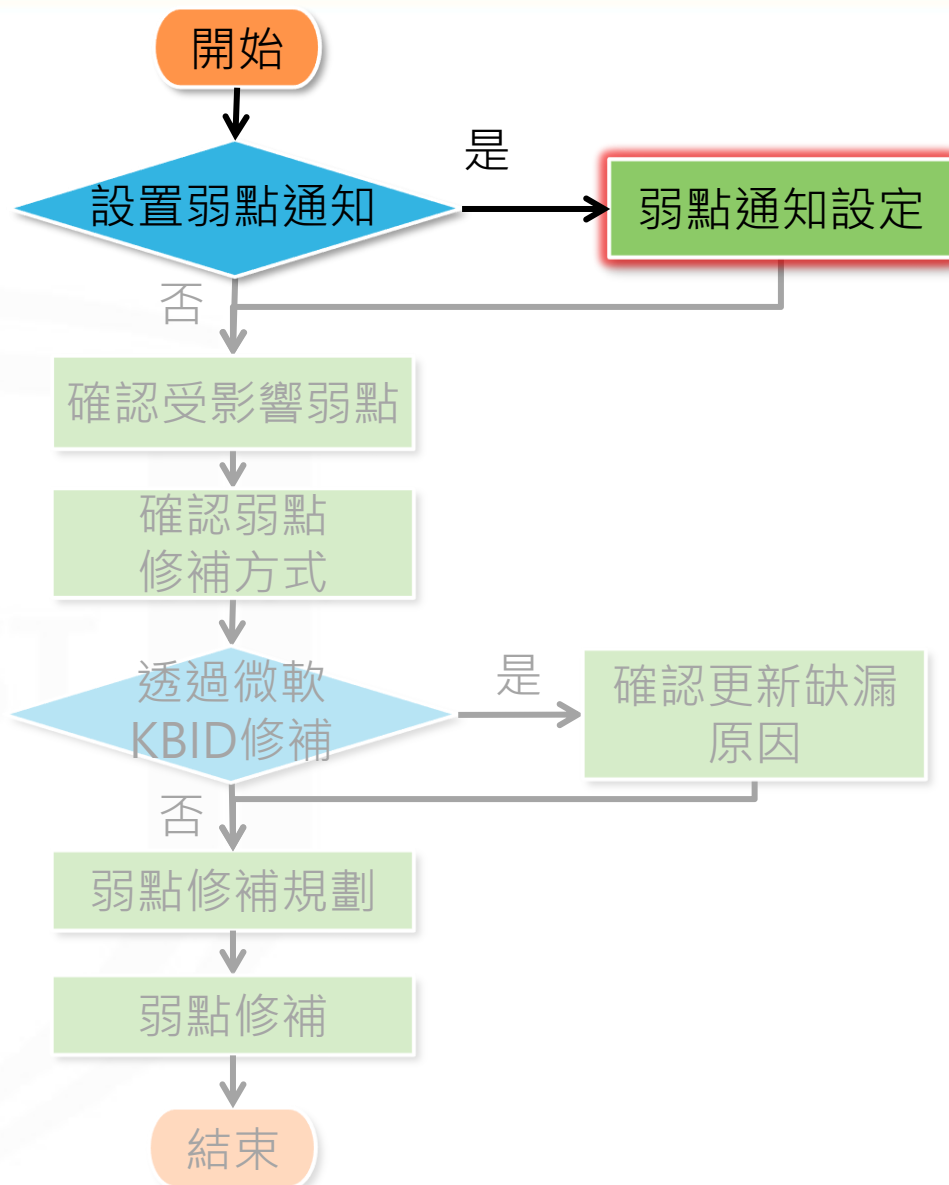 開始
設置弱點通知
是
弱點通知設定
否
確認受影響弱點
確認弱點
修補方式
透過微軟
KBID修補
是
確認更新缺漏
原因
否
弱點修補規劃
弱點修補
結束